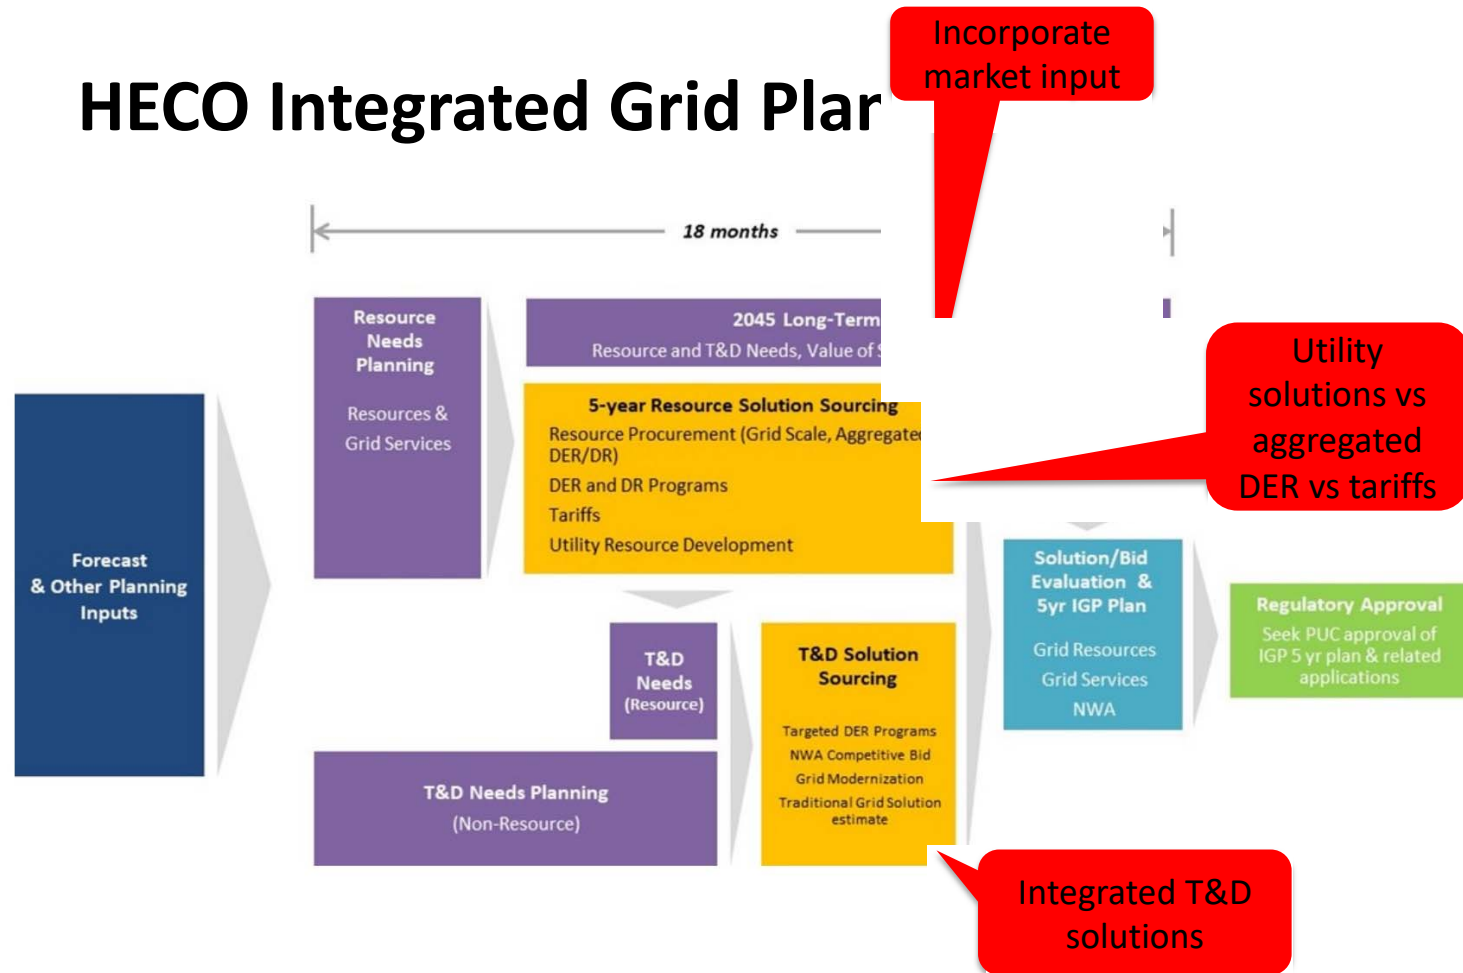 HECO Integrated Grid Plan
Incorporate
market input
18 months
Resource
Needs
Planning
Resources &
Grid Services
2045 Long-Term
Resource and T&D Needs, Value of
5-year Resource Solution Sourcing
Resource Procurement (Grid Scale, Aggregated
DER/DR)
DER and DR Programs
Tariffs
Utility Resource Development
Utility
solutions vs
aggregated
DER vs tariffs
Forecast
& Other Planning
Inputs
T&D
Needs
(Resource)
T&D Needs Planning
(Non-Resource)
T&D Solution
Sourcing
Targeted DER Programs
NWA Competitive Bid
Grid Modernization
Traditional Grid Solution
estimate
Solution/Bid
Evaluation &
5yr IGP Plan
Grid Resources
Grid Services
NWA
Regulatory Approval
Seek PUC approval of
IGP 5 yr plan & related
applications
Integrated T&D
solutions